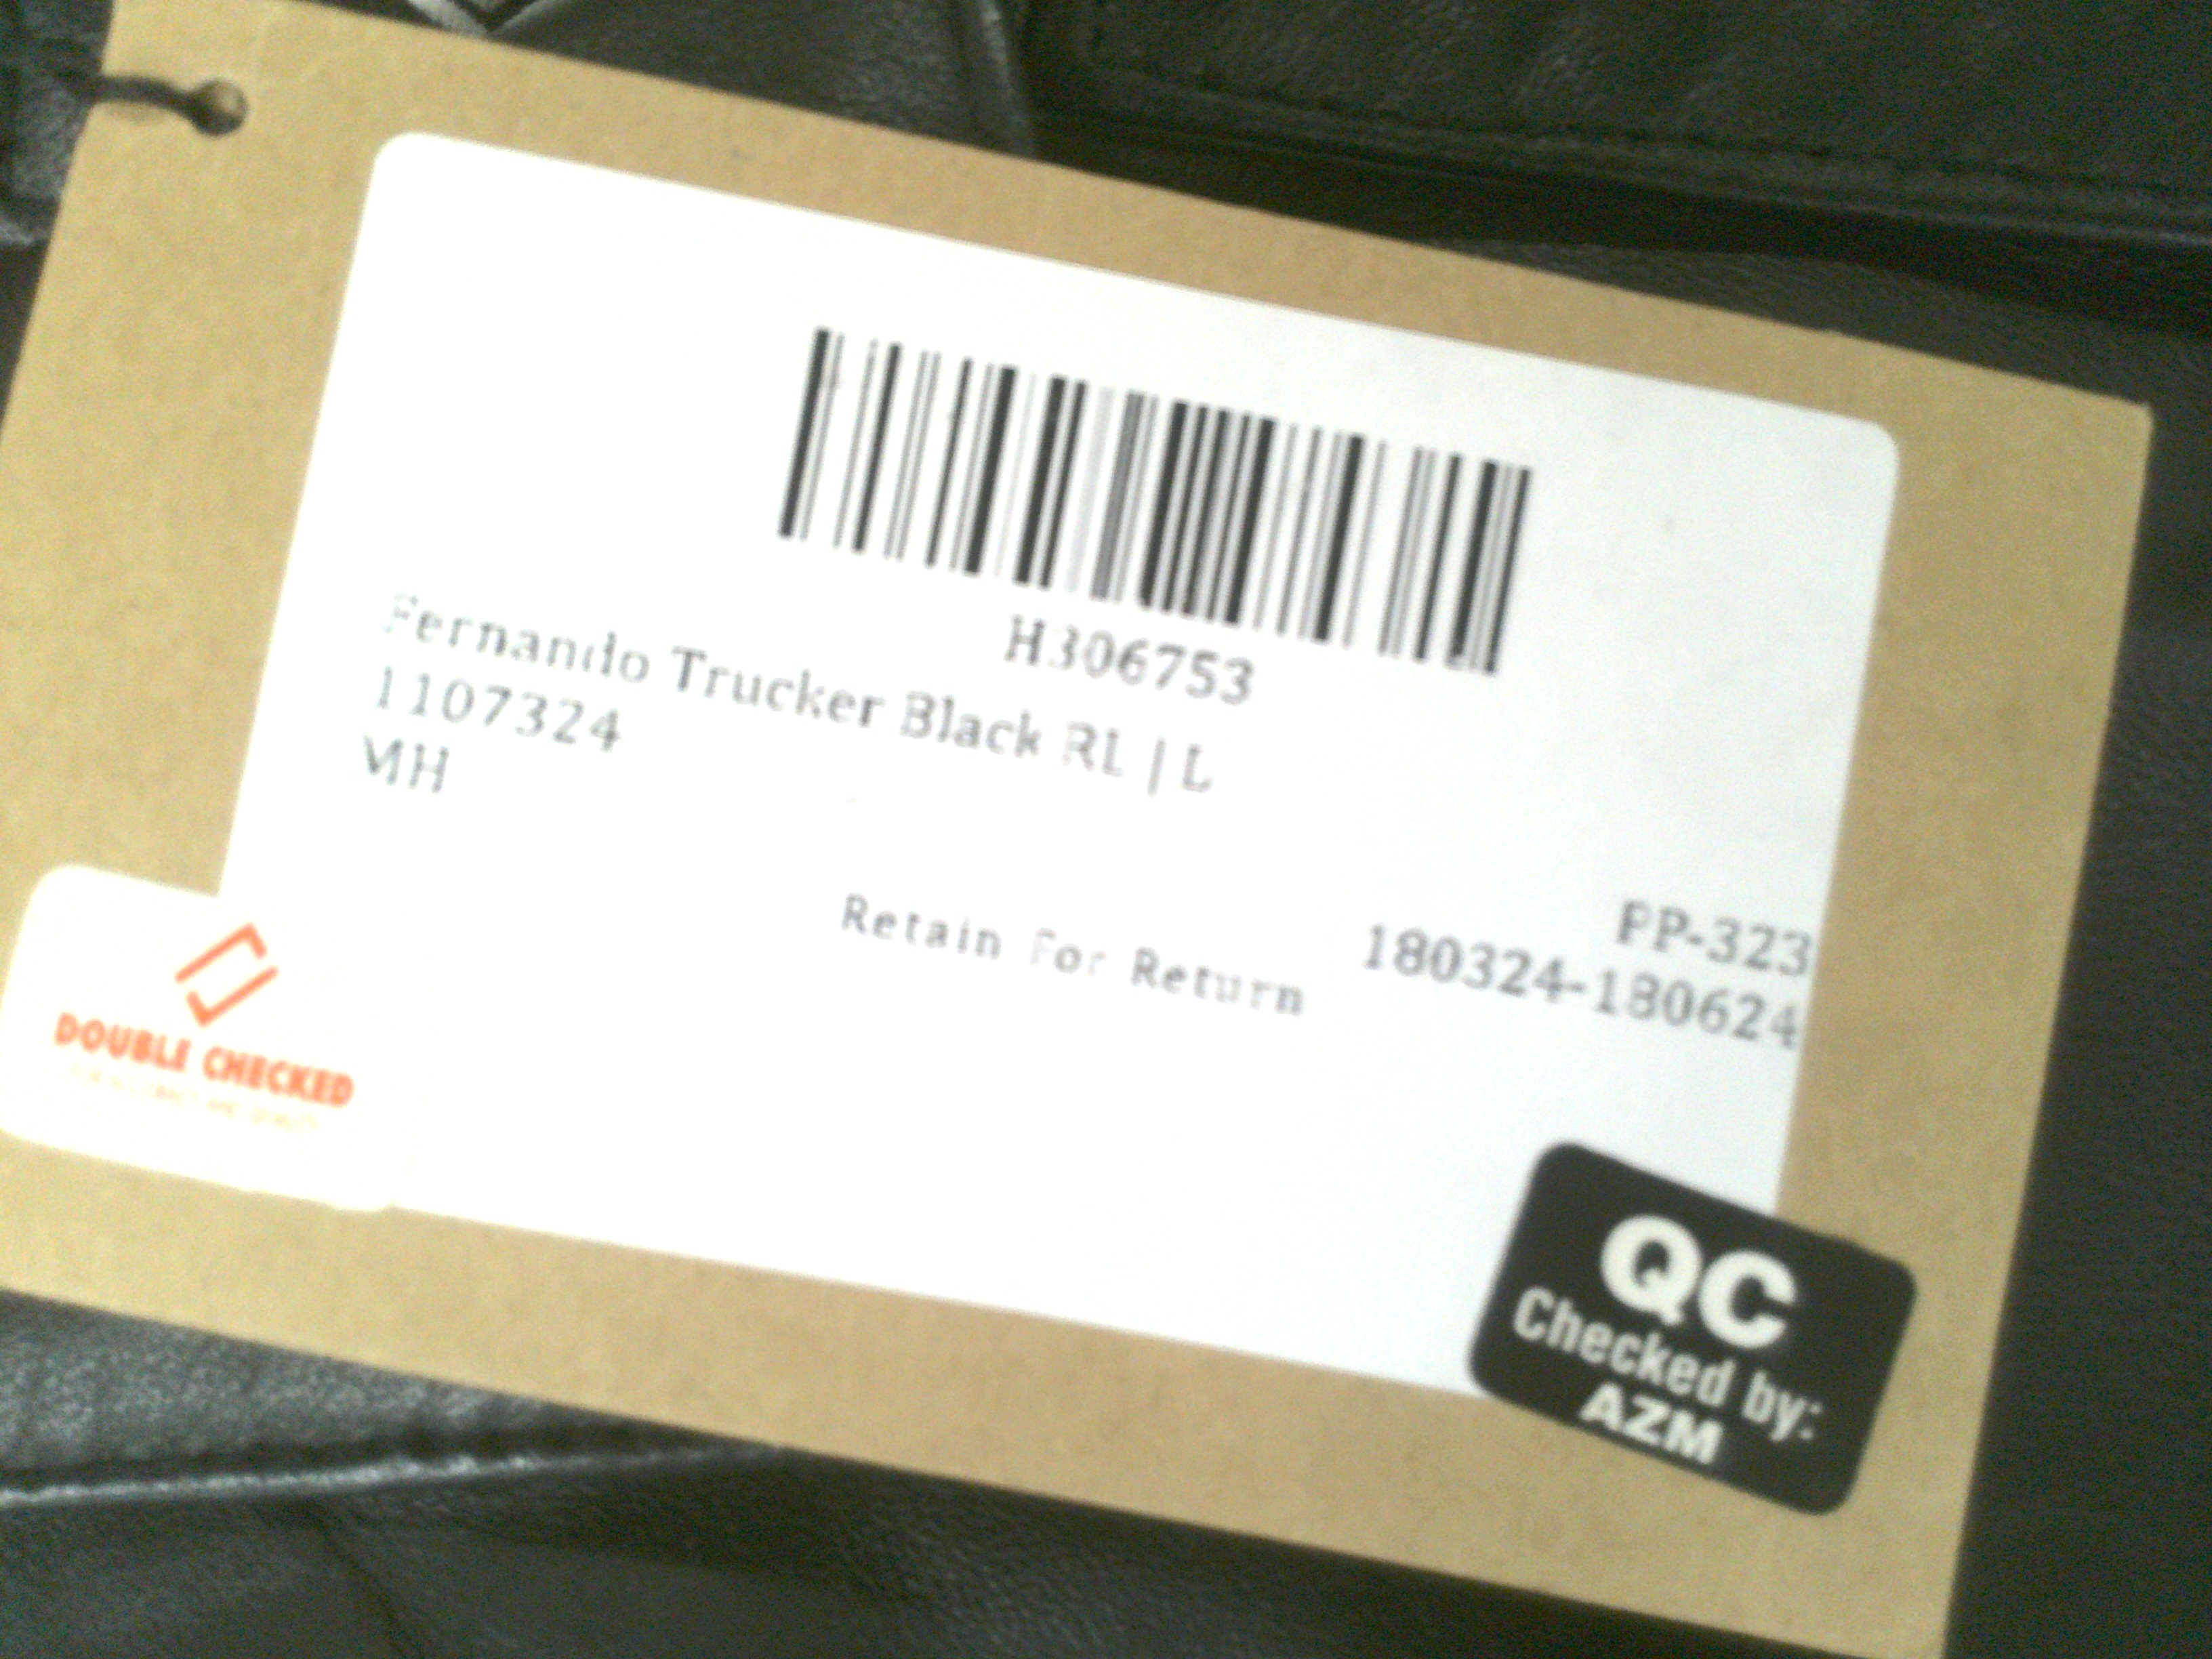 H306753
Fernando Trucker Black RL | L
1107324
MH
PP-323
180324-180624
Retain For Return
DOUBLE CHECKED
QC
Checked by:
AZM